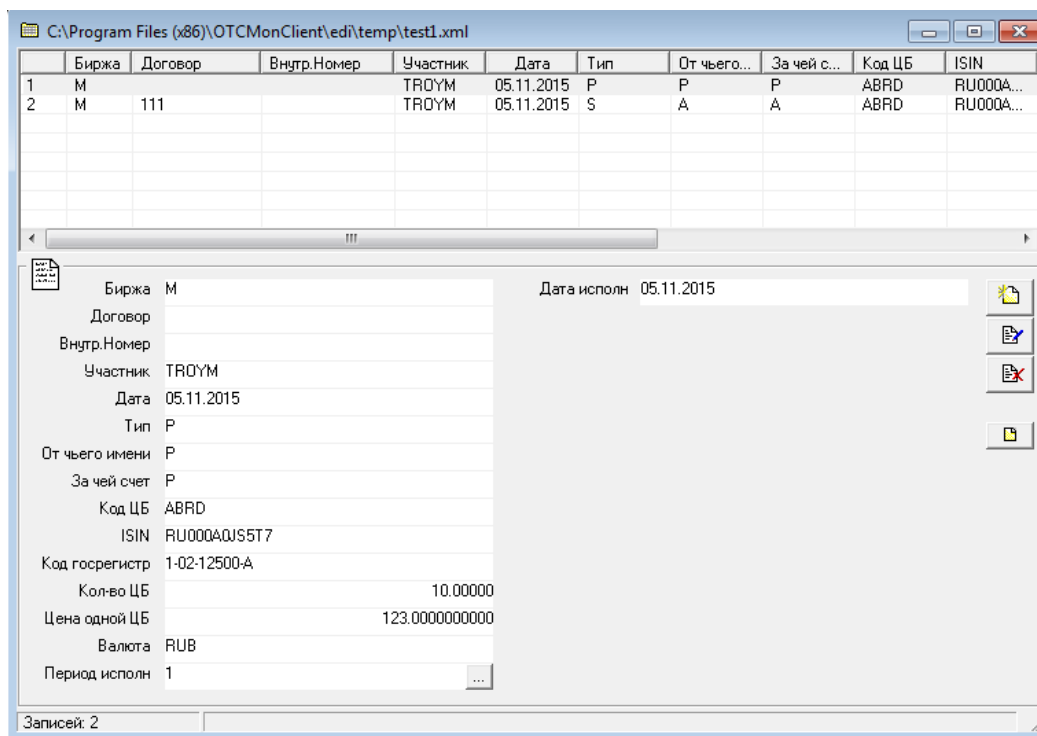 C:\Program Files (x86)\OTCMonClient\edi\temp\test1.xml
Биржа Договор Внутр.Номер Участник Дата Тип От чьего... За чей с... Код ЦБ ISIN
1 M TROYM 05.11.2015 P P P ABRD RU000A...
2 M 111 TROYM 05.11.2015 S A A ABRD RU000A...
Биржа M Дата исполн 05.11.2015
Договор
Внутр.Номер
Участник TROYM
Дата 05.11.2015
Тип P
От чьего имени P
За чей счет P
Код ЦБ ABRD
ISIN RU000A0JS5T7
Код госрегистр 1-02-12500-A
Кол-во ЦБ 10.00000
Цена одной ЦБ 123.0000000000
Валюта RUB
Период исполн 1 ...
Записей: 2